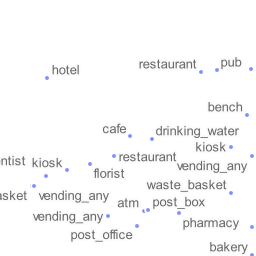 restaurant pub
hotel
bench
cafe drinking_water
kiosk
ntist kiosk restaurant vending_any
florist
waste_basket
asket vending_any atm post_box
vending_any pharmacy
post_office
bakery